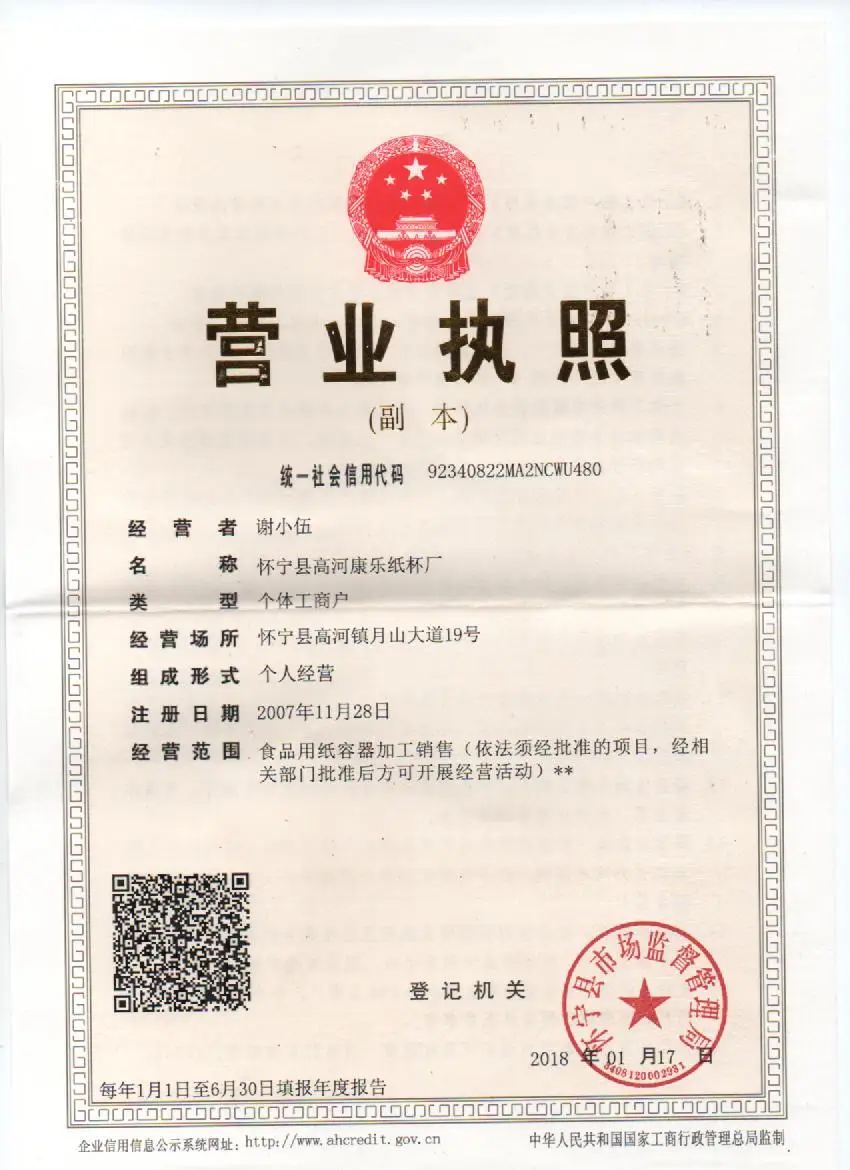 营业执照
(副 本)
统一社会信用代码 92340822MA2NCWU480
经营者 谢小伍
名称 怀宁县高河康乐纸杯厂
类型 个体工商户
经营场所 怀宁县高河镇月山大道19号
组成形式 个人经营
注册日期 2007年11月28日
经营范围 食品用纸容器加工销售（依法须经批准的项目，经相
关部门批准后方可开展经营活动）**
怀宁县市场监督管理局
登记机关
2018 年 01 月 17 日
3408120002981
每年1月1日至6月30日填报年度报告
企业信用信息公示系统网址：http://www.ahcredit.gov.cn
中华人民共和国国家工商行政管理总局监制